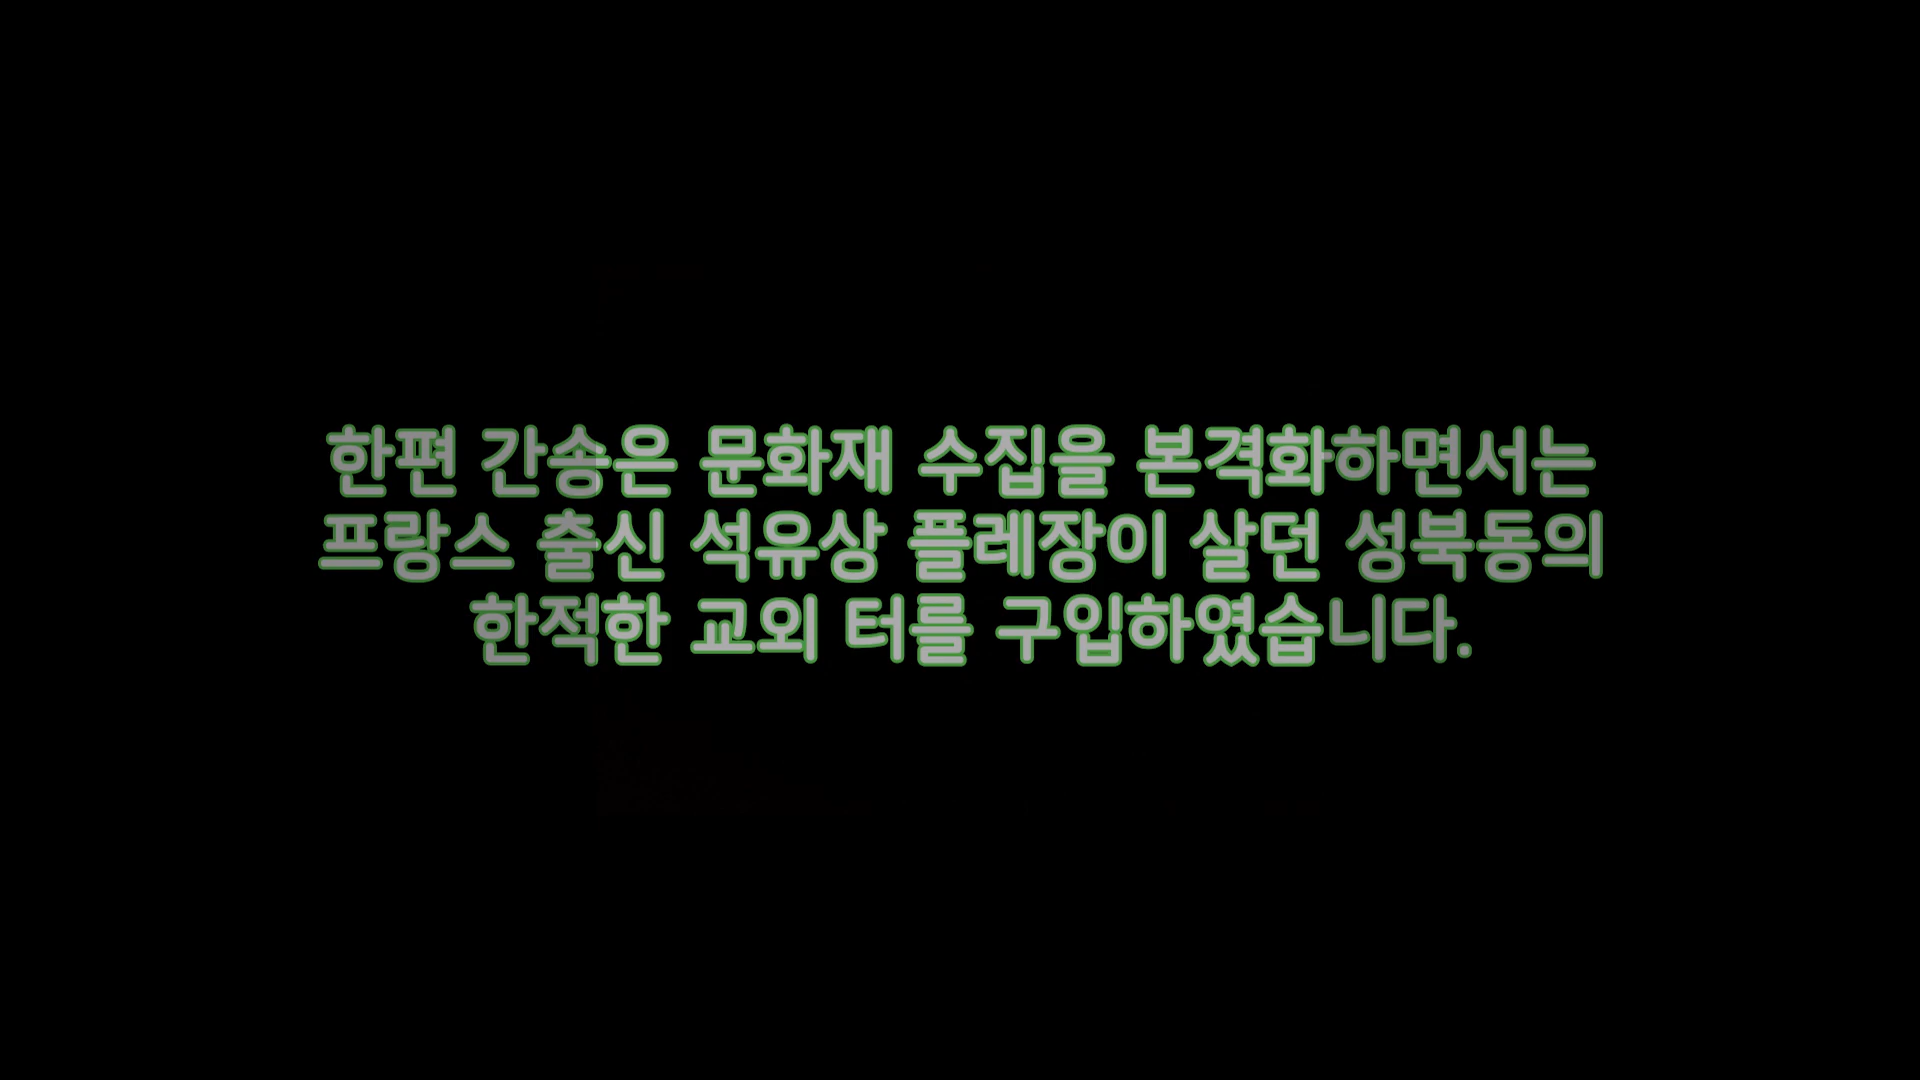 한편 간송은 문화재 수집을 본격화하면서는
프랑스 출신 석유상 플레장이 살던 성북동의
한적한 교외 터를 구입하였습니다.